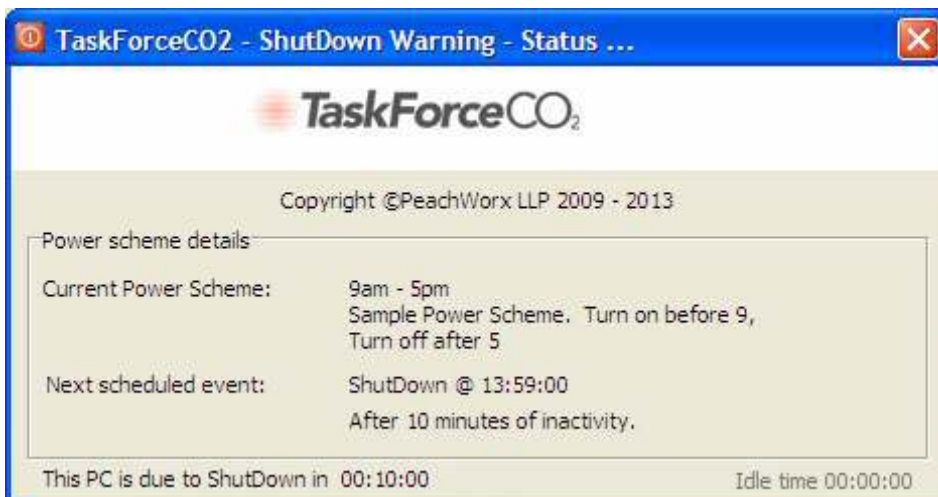 TaskForceCO2 - ShutDown Warning - Status ...
TaskForceCO₂
Copyright ©PeachWorx LLP 2009 - 2013
Power scheme details
Current Power Scheme: 9am - 5pm
Sample Power Scheme.  Turn on before 9,
Turn off after 5
Next scheduled event: ShutDown @ 13:59:00
After 10 minutes of inactivity.
This PC is due to ShutDown in 00:10:00 Idle time 00:00:00